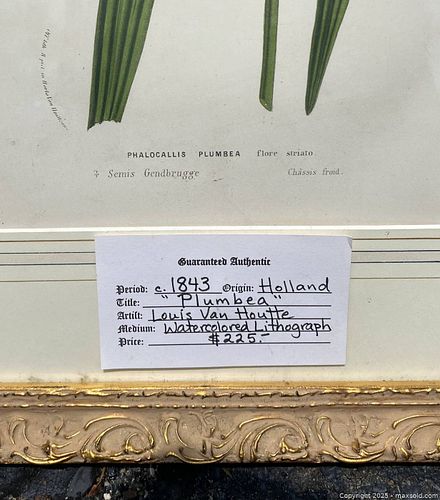 PHALOCALLIS PLUMBEA flore striato.
♃ Semis Gendbrugge
Châssis froid.
Guaranteed Authentic
Period: c. 1843 Origin: Holland
Title: "Plumbea"
Artist: Louis Van Houtte
Medium: Watercolored Lithograph
Price: $225.-
Copyright 2025 - maxsold.com